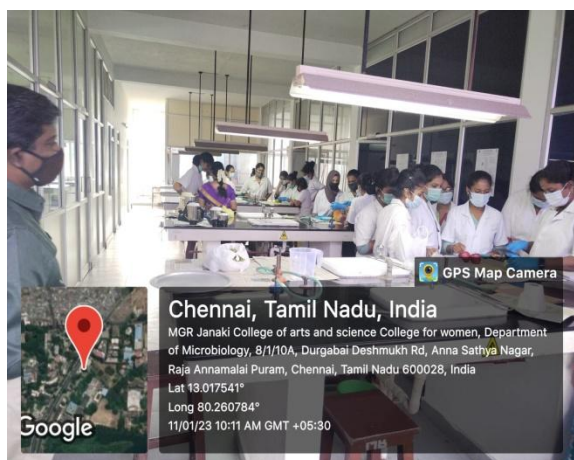 GPS Map Camera
Chennai, Tamil Nadu, India
MGR Janaki College of arts and science College for women, Department
of Microbiology, 8/1/10A, Durgabai Deshmukh Rd, Anna Sathya Nagar,
Raja Annamalai Puram, Chennai, Tamil Nadu 600028, India
Lat 13.017541°
Long 80.260784°
11/01/23 10:11 AM GMT +05:30
Google